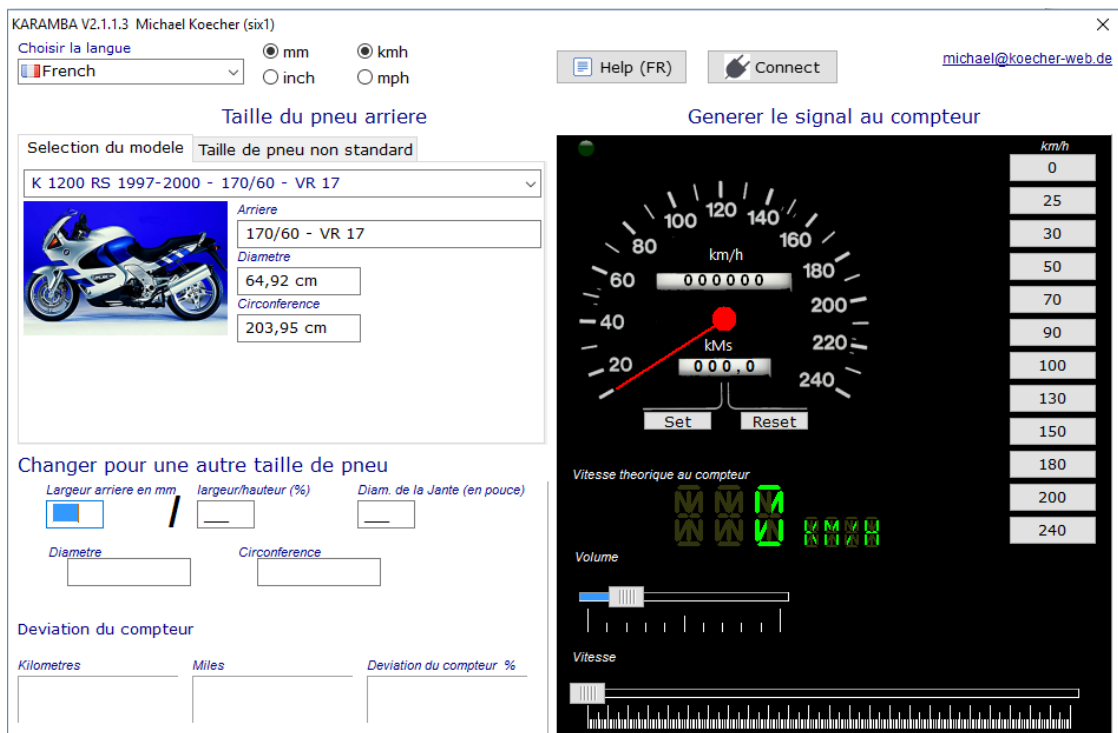 KARAMBA V2.1.1.3 Michael Koecher (six1)
Choisir la langue
French
mm
inch
kmh
mph
Help (FR)
Connect
michael@koecher-web.de
Taille du pneu arriere
Selection du modele
Taille de pneu non standard
K 1200 RS 1997-2000 - 170/60 - VR 17
Arriere
170/60 - VR 17
Diametre
64,92 cm
Circonference
203,95 cm
Changer pour une autre taille de pneu
Largeur arriere en mm
/
largeur/hauteur (%)
Diam. de la Jante (en pouce)
Diametre
Circonference
Deviation du compteur
Kilometres
Miles
Deviation du compteur %
Generer le signal au compteur
20
40
60
80
100
120
140
160
180
200
220
240
km/h
000000
kMs
000,0
Set
Reset
km/h
0
25
30
50
70
90
100
130
150
180
200
240
Vitesse theorique au compteur
0
KM/H
Volume
Vitesse